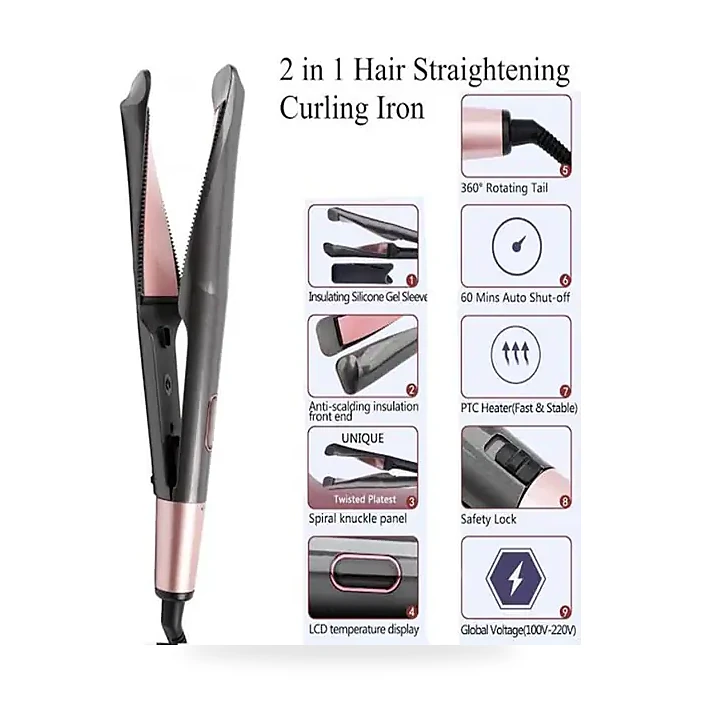 2 in 1 Hair Straightening
Curling Iron
1
Insulating Silicone Gel Sleeve
2
Anti-scalding insulation
front end
UNIQUE
Twisted Platest
3
Spiral knuckle panel
4
LCD temperature display
5
360° Rotating Tail
6
60 Mins Auto Shut-off
7
PTC Heater(Fast & Stable)
8
Safety Lock
9
Global Voltage(100V-220V)